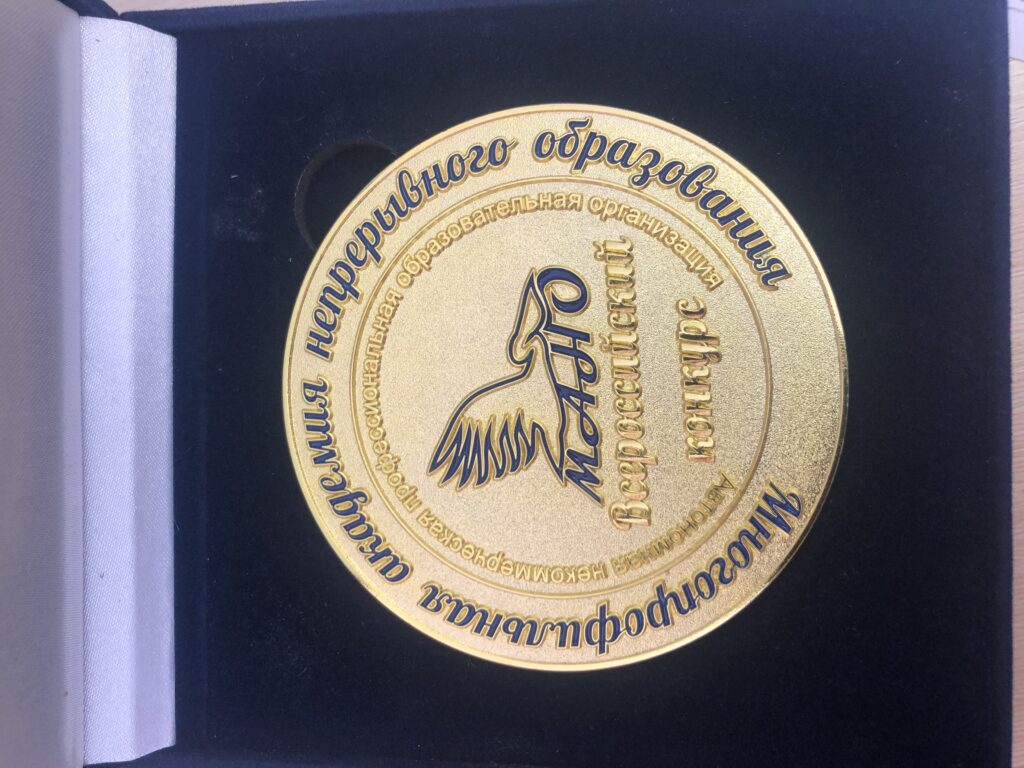 Многопрофильная академия непрерывного образования
Автономная некоммерческая профессиональная образовательная организация
МАНО
Всероссийский
конкурс